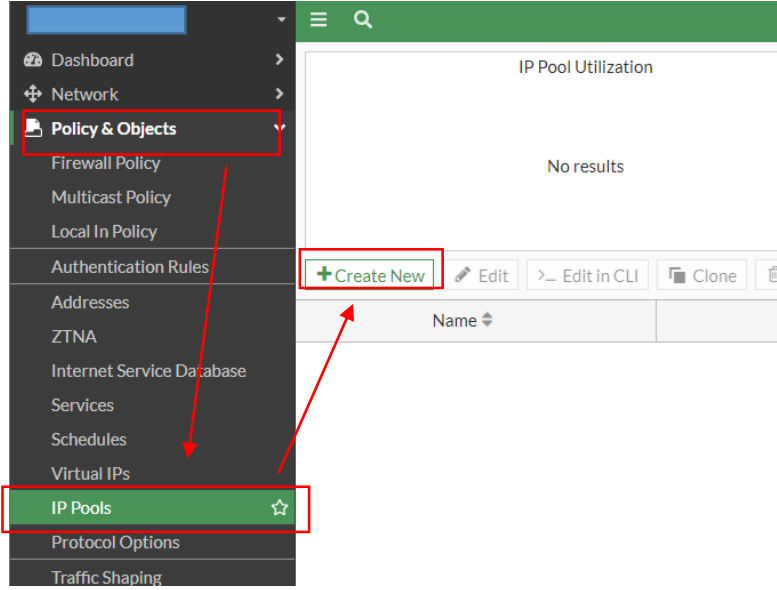 Dashboard
Network
Policy & Objects
Firewall Policy
Multicast Policy
Local In Policy
Authentication Rules
Addresses
ZTNA
Internet Service Database
Services
Schedules
Virtual IPs
IP Pools
Protocol Options
Traffic Shaping
IP Pool Utilization
No results
+Create New
Edit
>_ Edit in CLI
Clone
Name